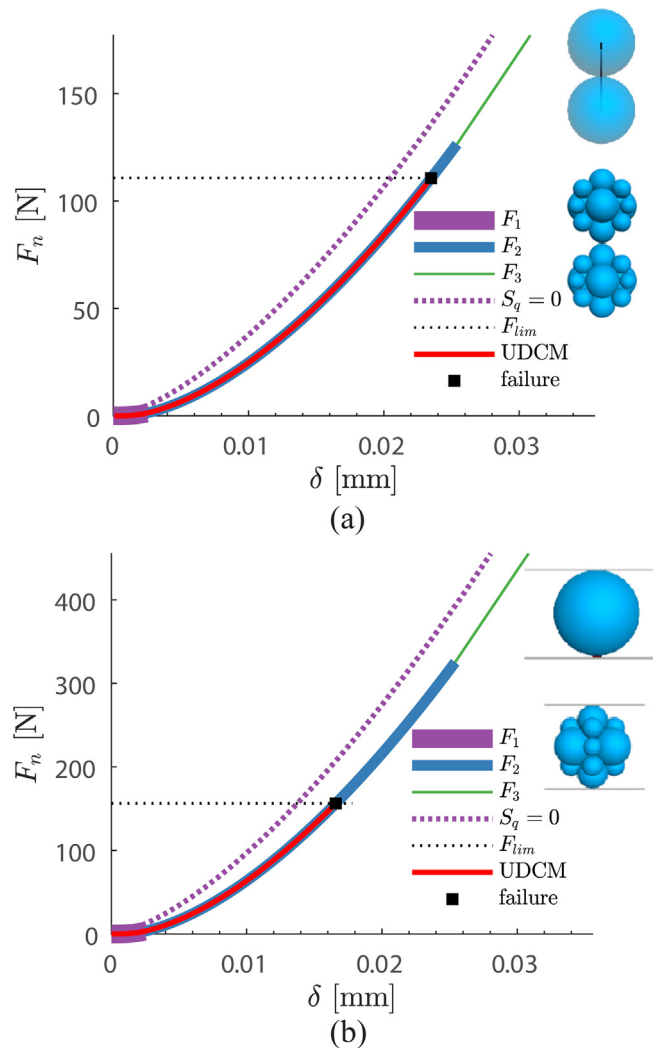 150
100
50
0
F_n [N]
F_1
F_2
F_3
S_q = 0
F_lim
UDCM
failure
0 0.01 0.02 0.03
δ [mm]
(a)
400
300
200
100
0
F_n [N]
F_1
F_2
F_3
S_q = 0
F_lim
UDCM
failure
0 0.01 0.02 0.03
δ [mm]
(b)